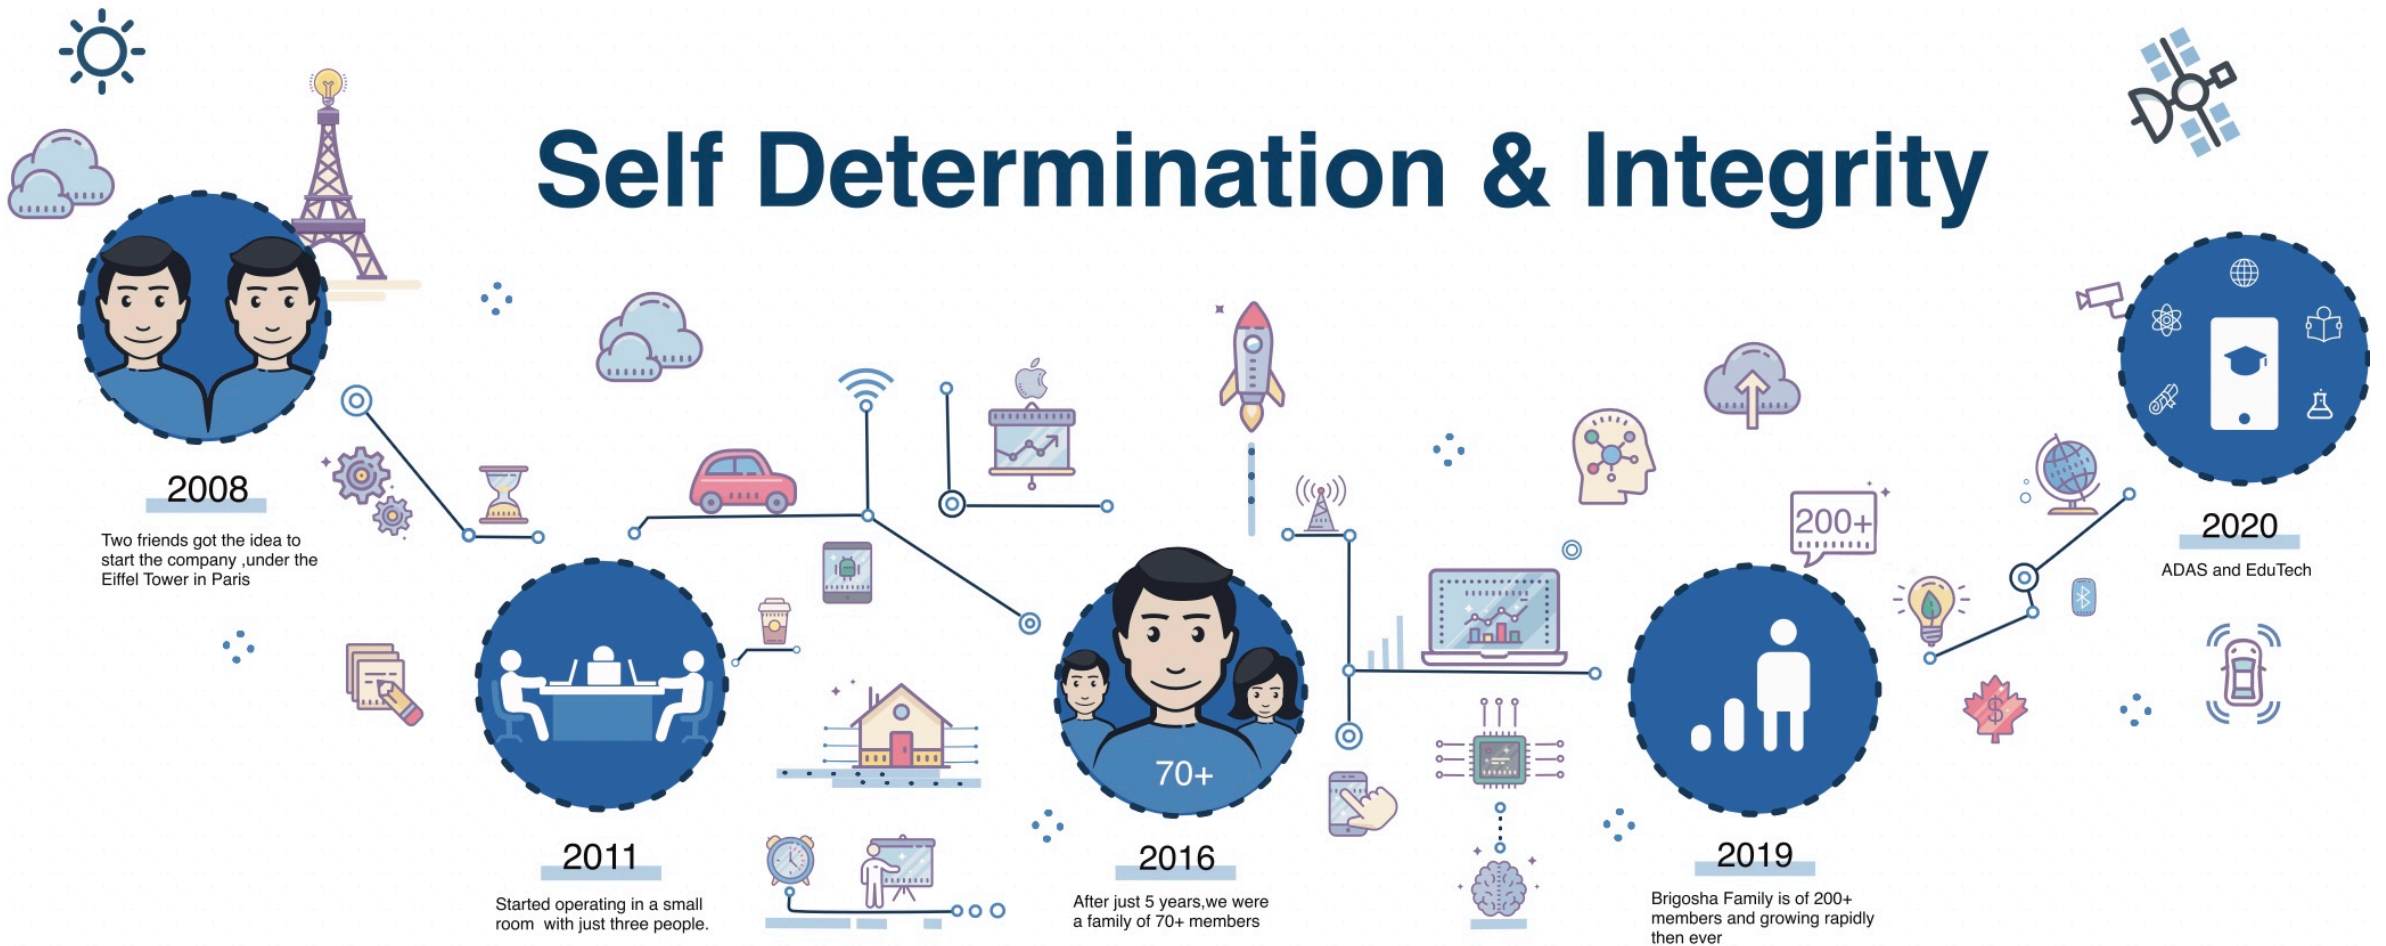 Self Determination & Integrity
2008
Two friends got the idea to
start the company ,under the
Eiffel Tower in Paris
2011
Started operating in a small
room  with just three people.
70+
2016
After just 5 years,we were
a family of 70+ members
200+
2019
Brigosha Family is of 200+
members and growing rapidly
then ever
$
2020
ADAS and EduTech